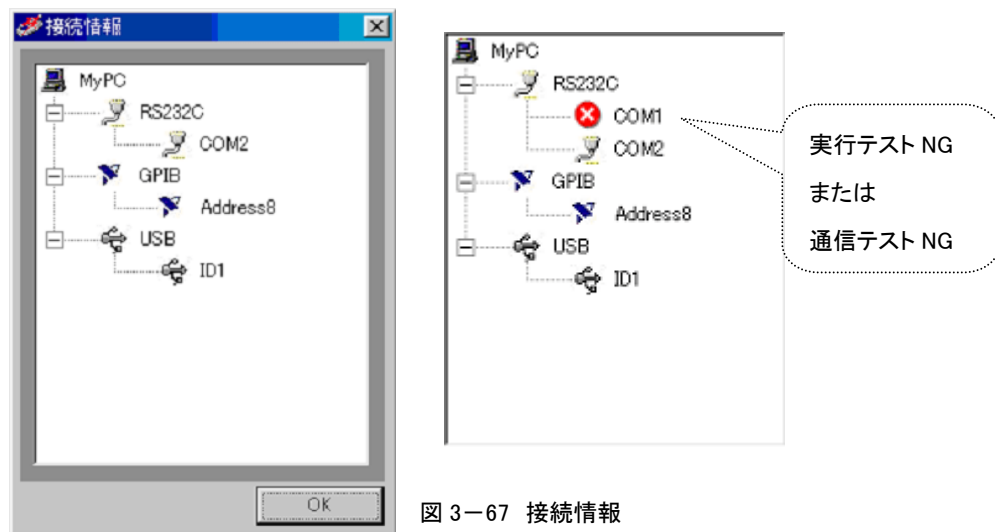 接続情報
MyPC
RS232C
COM2
GPIB
Address8
USB
ID1
OK
MyPC
RS232C
COM1
COM2
GPIB
Address8
USB
ID1
実行テスト NG
または
通信テスト NG
図 3－67 接続情報